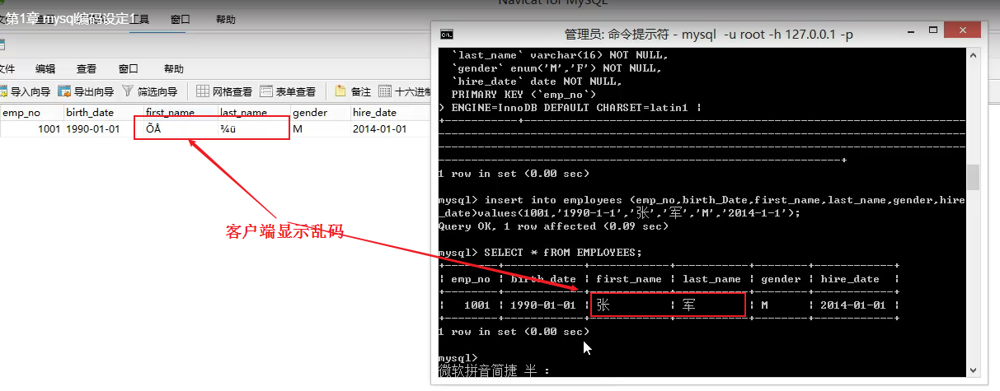 Navicat for MySQL
第1章 mysql编码设定1
工具 窗口 帮助
文件 编辑 查看 窗口 帮助
导入向导 导出向导 筛选向导 网格查看 表单查看 备注 十六进制
emp_no birth_date first_name last_name gender hire_date
1001 1990-01-01 ÕÅ ¾ü M 2014-01-01
客户端显示乱码
管理员: 命令提示符 - mysql -u root -h 127.0.0.1 -p
`last_name` varchar(16) NOT NULL,
`gender` enum('M','F') NOT NULL,
`hire_date` date NOT NULL,
PRIMARY KEY (`emp_no`)
) ENGINE=InnoDB DEFAULT CHARSET=latin1 |
1 row in set (0.00 sec)
mysql> insert into employees (emp_no,birth_Date,first_name,last_name,gender,hire
_date)values(1001,'1990-1-1','张','军','M','2014-1-1');
Query OK, 1 row affected (0.09 sec)
mysql> SELECT * fROM EMPLOYEES;
| emp_no | birth_date | first_name | last_name | gender | hire_date |
| 1001 | 1990-01-01 | 张 | 军 | M | 2014-01-01 |
1 row in set (0.00 sec)
mysql>
微软拼音简捷 半 :